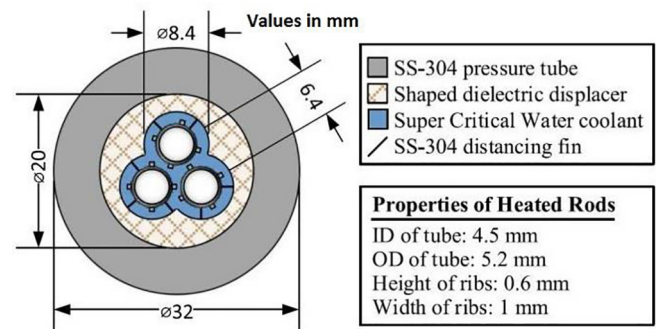 Values in mm
⌀8.4
6.4
⌀20
⌀32
SS-304 pressure tube
Shaped dielectric displacer
Super Critical Water coolant
SS-304 distancing fin
Properties of Heated Rods
ID of tube: 4.5 mm
OD of tube: 5.2 mm
Height of ribs: 0.6 mm
Width of ribs: 1 mm